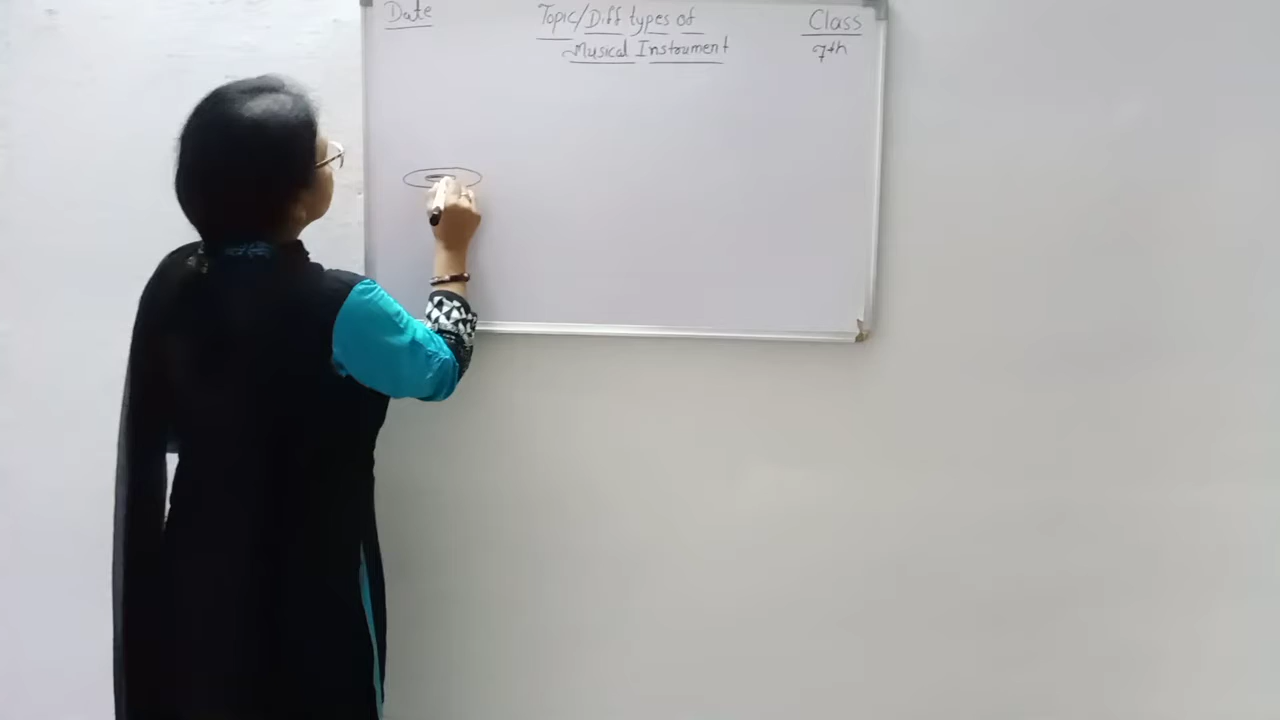 Date
Topic/Diff types of
Musical Instrument
Class
7th